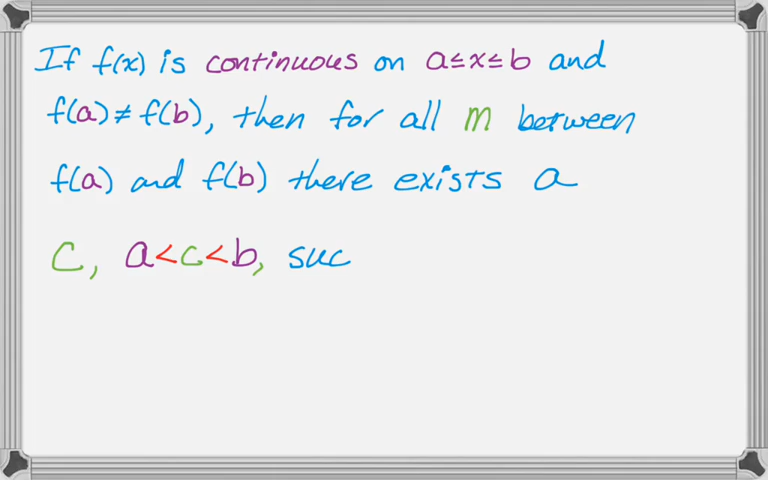 If f(x) is continuous on a≤x≤b and
f(a)≠f(b), then for all m between
f(a) and f(b) there exists a
c, a<c<b, suc